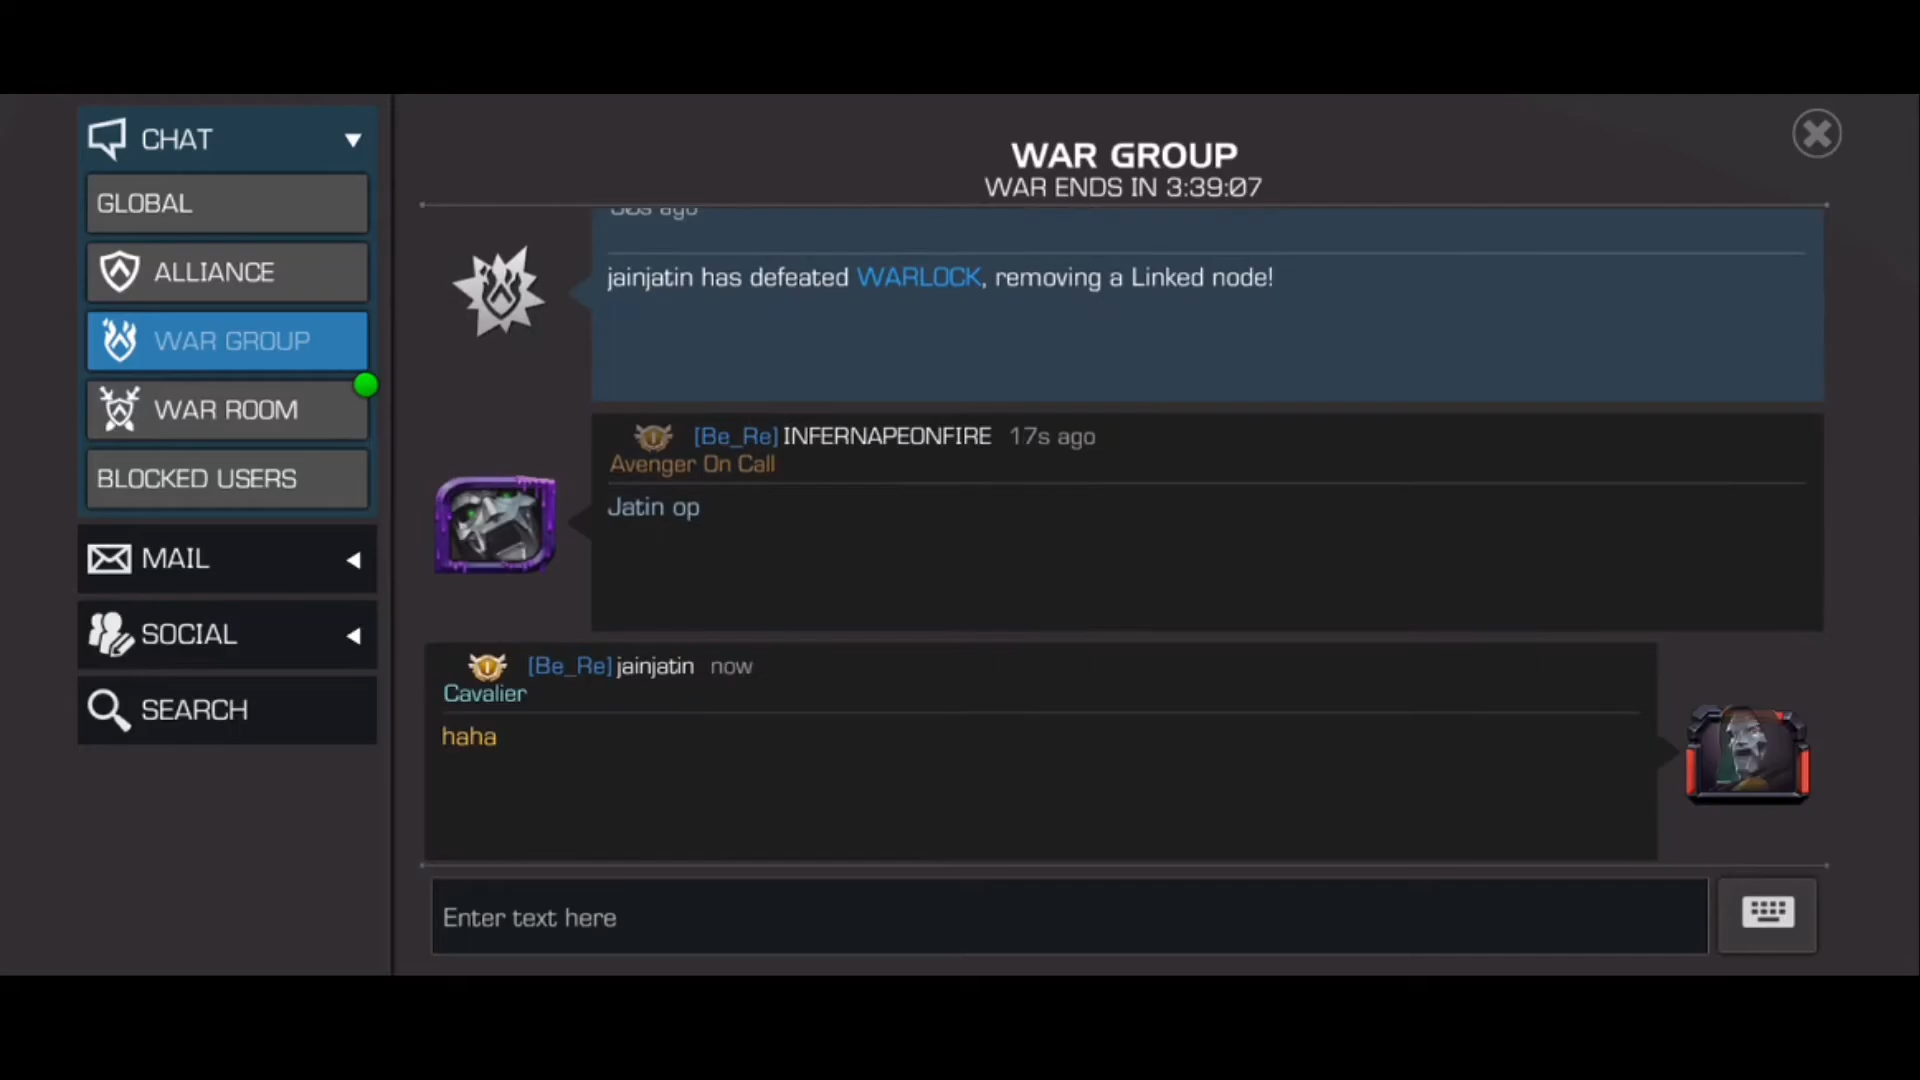 CHAT
GLOBAL
ALLIANCE
WAR GROUP
WAR ROOM
BLOCKED USERS
MAIL
SOCIAL
SEARCH
WAR GROUP
WAR ENDS IN 3:39:07
ago
jainjatin has defeated WARLOCK, removing a Linked node!
[Be_Re] INFERNAPEONFIRE 17s ago
Avenger On Call
Jatin op
[Be_Re] jainjatin now
Cavalier
haha
Enter text here